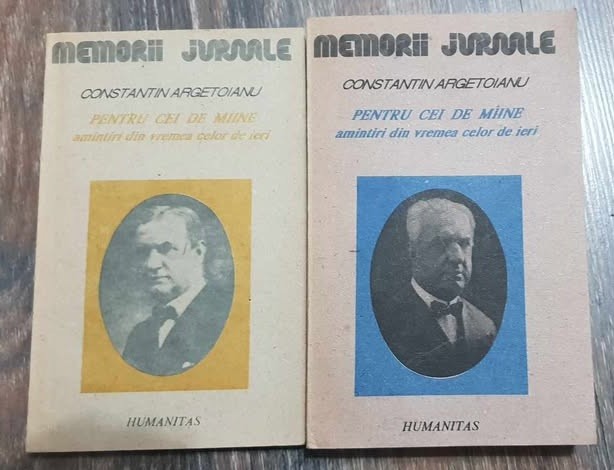 MEMORII JURNALE
CONSTANTIN ARGETOIANU
PENTRU CEI DE MIINE
amintiri din vremea celor de ieri
HUMANITAS
MEMORII JURNALE
CONSTANTIN ARGETOIANU
PENTRU CEI DE MÎINE
amintiri din vremea celor de ieri
HUMANITAS